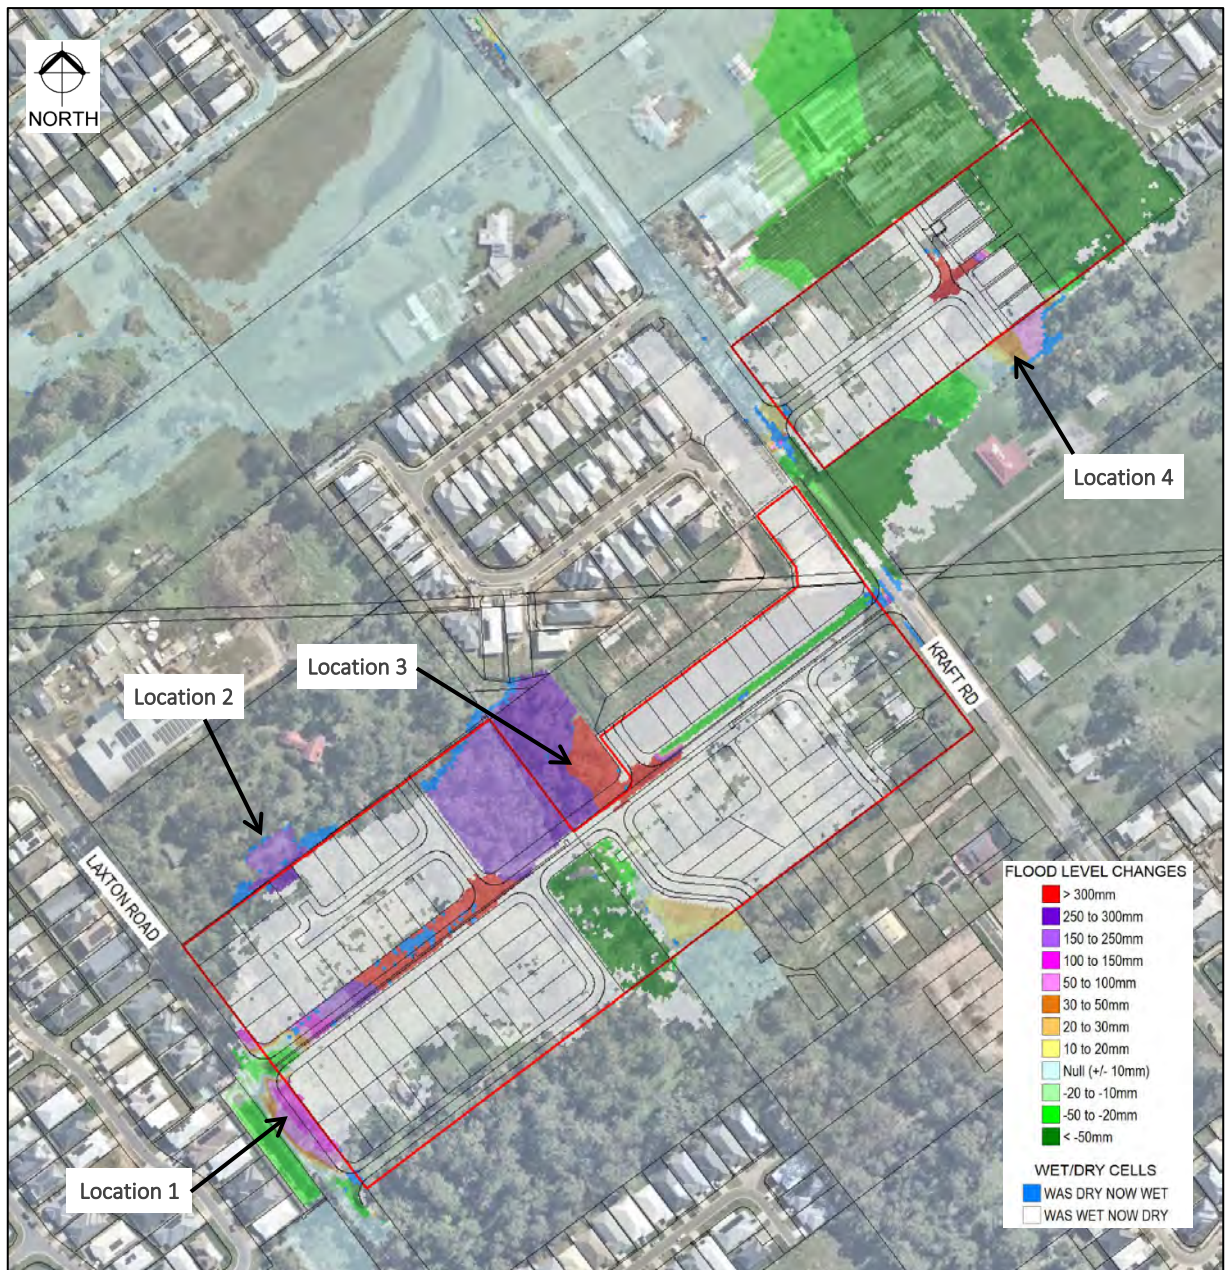 NORTH
Location 4
Location 3
Location 2
KRAFT RD
LAXTON ROAD
Location 1
FLOOD LEVEL CHANGES
> 300mm
250 to 300mm
150 to 250mm
100 to 150mm
50 to 100mm
30 to 50mm
20 to 30mm
10 to 20mm
Null (+/- 10mm)
-20 to -10mm
-50 to -20mm
< -50mm
WET/DRY CELLS
WAS DRY NOW WET
WAS WET NOW DRY